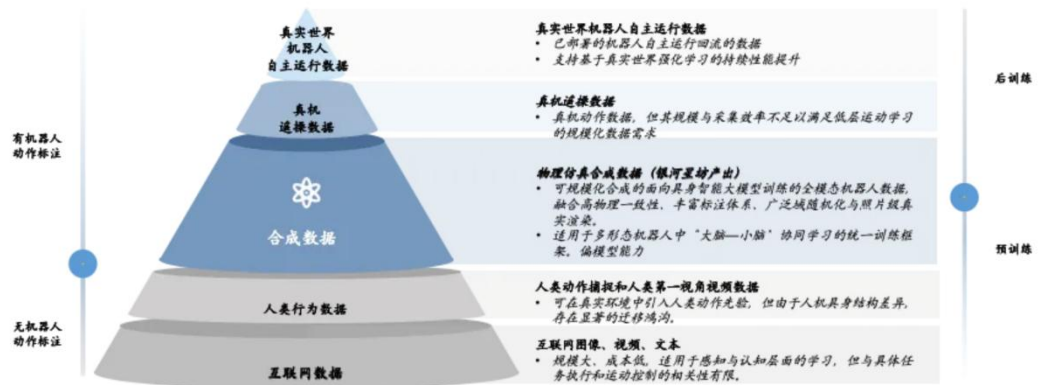 真实世界
机器人
自主运行数据
真机
遥操数据
合成数据
人类行为数据
互联网数据
有机器人
动作标注
无机器人
动作标注
真实世界机器人自主运行数据
• 已部署的机器人自主运行回流的数据
• 支持基于真实世界强化学习的持续性能提升
真机遥操数据
• 真机动作数据，但其规模与采集效率不足以满足低层运动学习
的规模化数据需求
物理仿真合成数据（银河星坊产出）
• 可规模化合成的面向具身智能大模型训练的全模态机器人数据，
融合高物理一致性、丰富标注体系、广泛域随机化与照片级真
实渲染。
• 适用于多形态机器人中“大脑—小脑”协同学习的统一训练框
架。偏模型能力
人类动作捕捉和人类第一视角视频数据
• 可在真实环境中引入人类动作先验，但由于人机具身结构差异，
存在显著的迁移鸿沟。
互联网图像、视频、文本
• 规模大、成本低，适用于感知与认知层面的学习，但与具体任
务执行和运动控制的相关性有限。
后训练
预训练